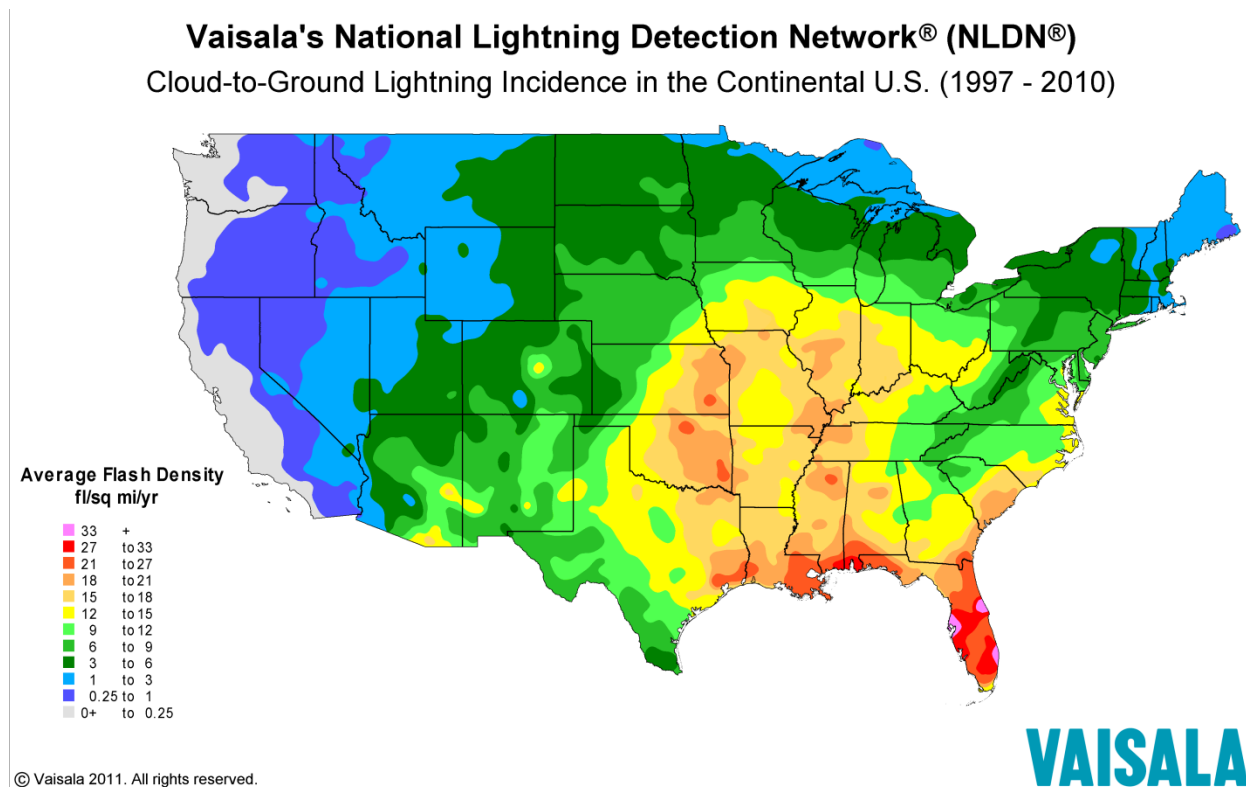 Vaisala's National Lightning Detection Network® (NLDN®)
Cloud-to-Ground Lightning Incidence in the Continental U.S. (1997 - 2010)
Average Flash Density
fl/sq mi/yr
33 +
27 to 33
21 to 27
18 to 21
15 to 18
12 to 15
9 to 12
6 to 9
3 to 6
1 to 3
0.25 to 1
0+ to 0.25
© Vaisala 2011. All rights reserved.
VAISALA